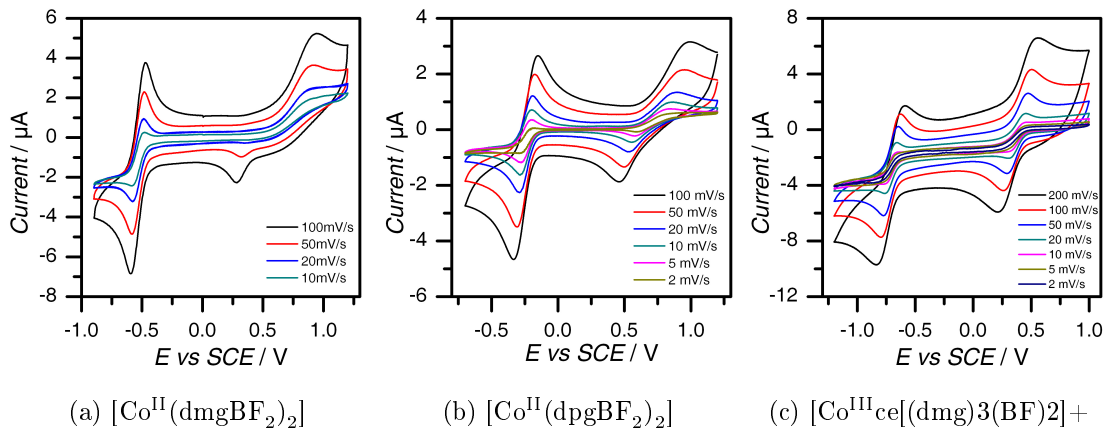 6
4
2
0
-2
-4
-6
-8
Current / µA
-1.0 -0.5 0.0 0.5 1.0
E vs SCE / V
100mV/s
50mV/s
20mV/s
10mV/s
(a) [Co^II(dmgBF₂)₂]
4
2
0
-2
-4
-6
Current / µA
-0.5 0.0 0.5 1.0
E vs SCE / V
100 mV/s
50 mV/s
20 mV/s
10 mV/s
5 mV/s
2 mV/s
(b) [Co^II(dpgBF₂)₂]
8
4
0
-4
-8
-12
Current / µA
-1.0 -0.5 0.0 0.5 1.0
E vs SCE / V
200 mV/s
100 mV/s
50 mV/s
20 mV/s
10 mV/s
5 mV/s
2 mV/s
(c) [Co^IIIce[(dmg)3(BF)2]+